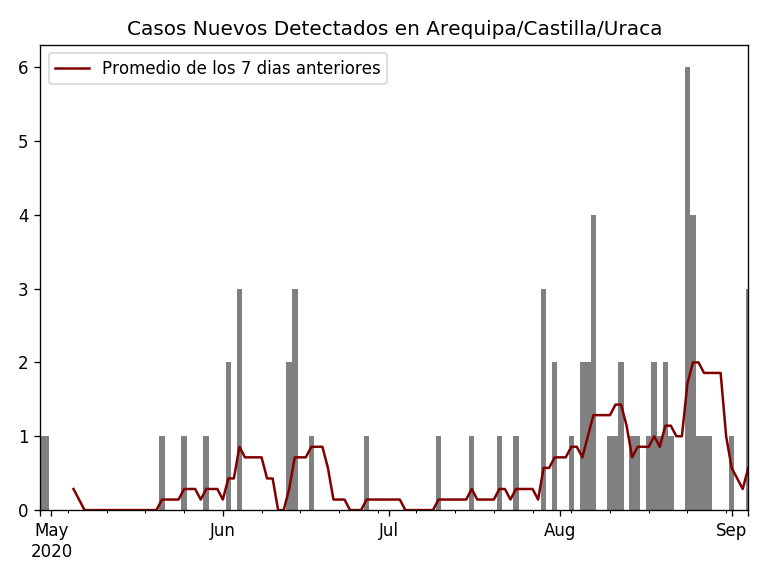 Casos Nuevos Detectados en Arequipa/Castilla/Uraca
Promedio de los 7 dias anteriores
6
5
4
3
2
1
0
May Jun Jul Aug Sep
2020